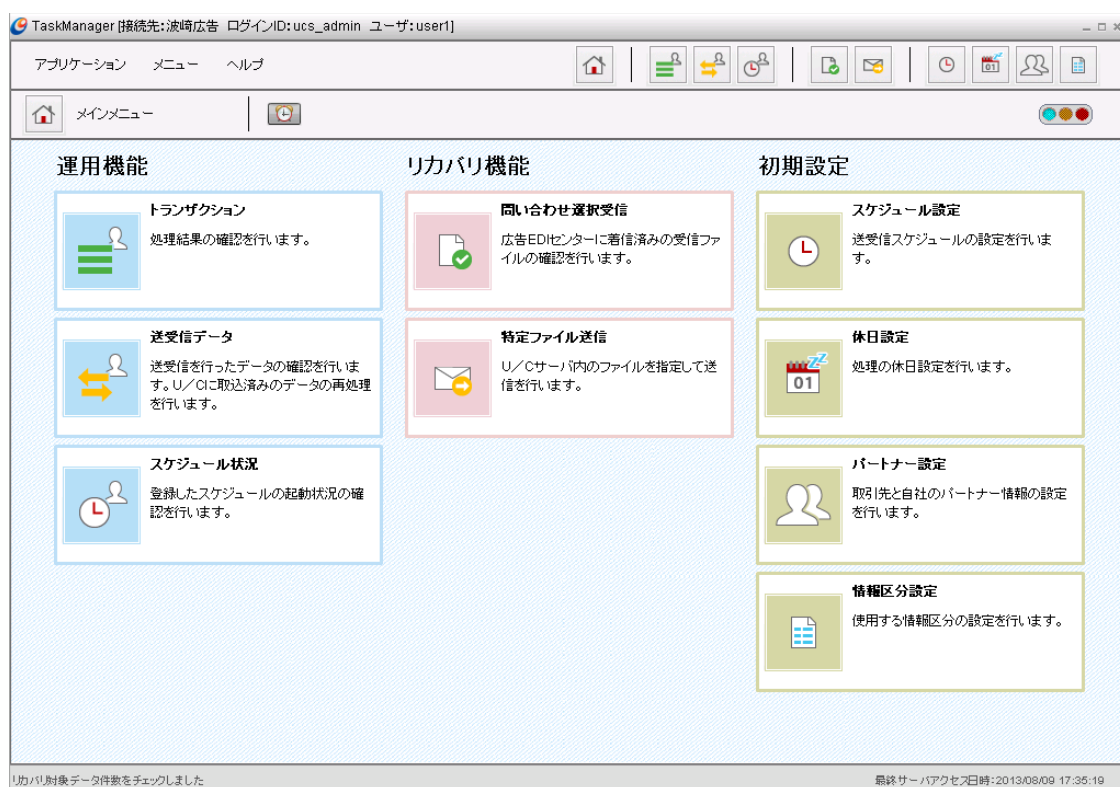 TaskManager [接続先:波崎広告 ログインID:ucs_admin ユーザ:user1]
アプリケーション メニュー ヘルプ
01
メインメニュー
運用機能
トランザクション
処理結果の確認を行います。
送受信データ
送受信を行ったデータの確認を行いま
す。U/Cに取込済みのデータの再処理
を行います。
スケジュール状況
登録したスケジュールの起動状況の確
認を行います。
リカバリ機能
問い合わせ選択受信
広告EDIセンターに着信済みの受信ファ
イルの確認を行います。
特定ファイル送信
U/Cサーバ内のファイルを指定して送
信を行います。
初期設定
スケジュール設定
送受信スケジュールの設定を行いま
す。
休日設定
処理の休日設定を行います。
01
パートナー設定
取引先と自社のパートナー情報の設定
を行います。
情報区分設定
使用する情報区分の設定を行います。
リカバリ対象データ件数をチェックしました
最終サーバアクセス日時:2013/08/09 17:35:19